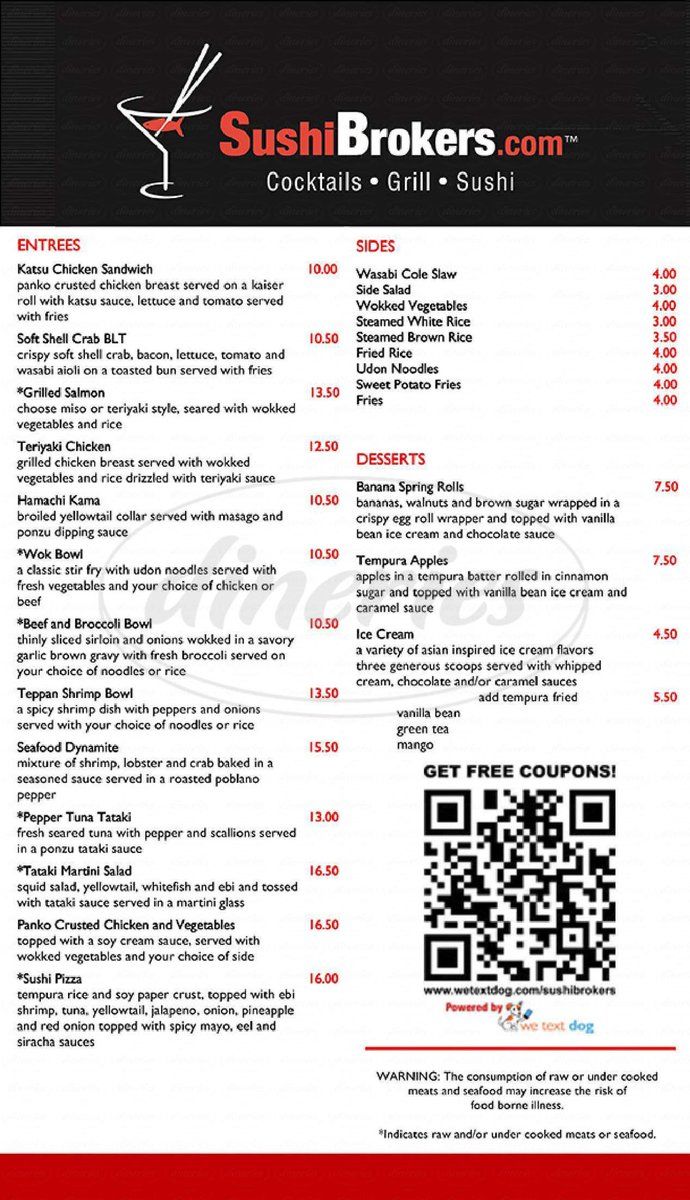 SushiBrokers.com™
Cocktails • Grill • Sushi
ENTREES
Katsu Chicken Sandwich 10.00
panko crusted chicken breast served on a kaiser
roll with katsu sauce, lettuce and tomato served
with fries
Soft Shell Crab BLT 10.50
crispy soft shell crab, bacon, lettuce, tomato and
wasabi aioli on a toasted bun served with fries
*Grilled Salmon 13.50
choose miso or teriyaki style, seared with wokked
vegetables and rice
Teriyaki Chicken 12.50
grilled chicken breast served with wokked
vegetables and rice drizzled with teriyaki sauce
Hamachi Kama 10.50
broiled yellowtail collar served with masago and
ponzu dipping sauce
*Wok Bowl 10.50
a classic stir fry with udon noodles served with
fresh vegetables and your choice of chicken or
beef
*Beef and Broccoli Bowl 10.50
thinly sliced sirloin and onions wokked in a savory
garlic brown gravy with fresh broccoli served on
your choice of noodles or rice
Teppan Shrimp Bowl 13.50
a spicy shrimp dish with peppers and onions
served with your choice of noodles or rice
Seafood Dynamite 15.50
mixture of shrimp, lobster and crab baked in a
seasoned sauce served in a roasted poblano
pepper
*Pepper Tuna Tataki 13.00
fresh seared tuna with pepper and scallions served
in a ponzu tataki sauce
*Tataki Martini Salad 16.50
squid salad, yellowtail, whitefish and ebi and tossed
with tataki sauce served in a martini glass
Panko Crusted Chicken and Vegetables 16.50
topped with a soy cream sauce, served with
wokked vegetables and your choice of side
*Sushi Pizza 16.00
tempura rice and soy paper crust, topped with ebi
shrimp, tuna, yellowtail, jalapeno, onion, pineapple
and red onion topped with spicy mayo, eel and
siracha sauces
SIDES
Wasabi Cole Slaw 4.00
Side Salad 3.00
Wokked Vegetables 4.00
Steamed White Rice 3.00
Steamed Brown Rice 3.50
Fried Rice 4.00
Udon Noodles 4.00
Sweet Potato Fries 4.00
Fries 4.00
DESSERTS
Banana Spring Rolls 7.50
bananas, walnuts and brown sugar wrapped in a
crispy egg roll wrapper and topped with vanilla
bean ice cream and chocolate sauce
Tempura Apples 7.50
apples in a tempura batter rolled in cinnamon
sugar and topped with vanilla bean ice cream and
caramel sauce
Ice Cream 4.50
a variety of asian inspired ice cream flavors
three generous scoops served with whipped
cream, chocolate and/or caramel sauces
add tempura fried 5.50
vanilla bean
green tea
mango
GET FREE COUPONS!
www.wetextdog.com/sushibrokers
Powered by
we text dog
WARNING: The consumption of raw or under cooked
meats and seafood may increase the risk of
food borne illness.
*Indicates raw and/or under cooked meats or seafood.
dinerics